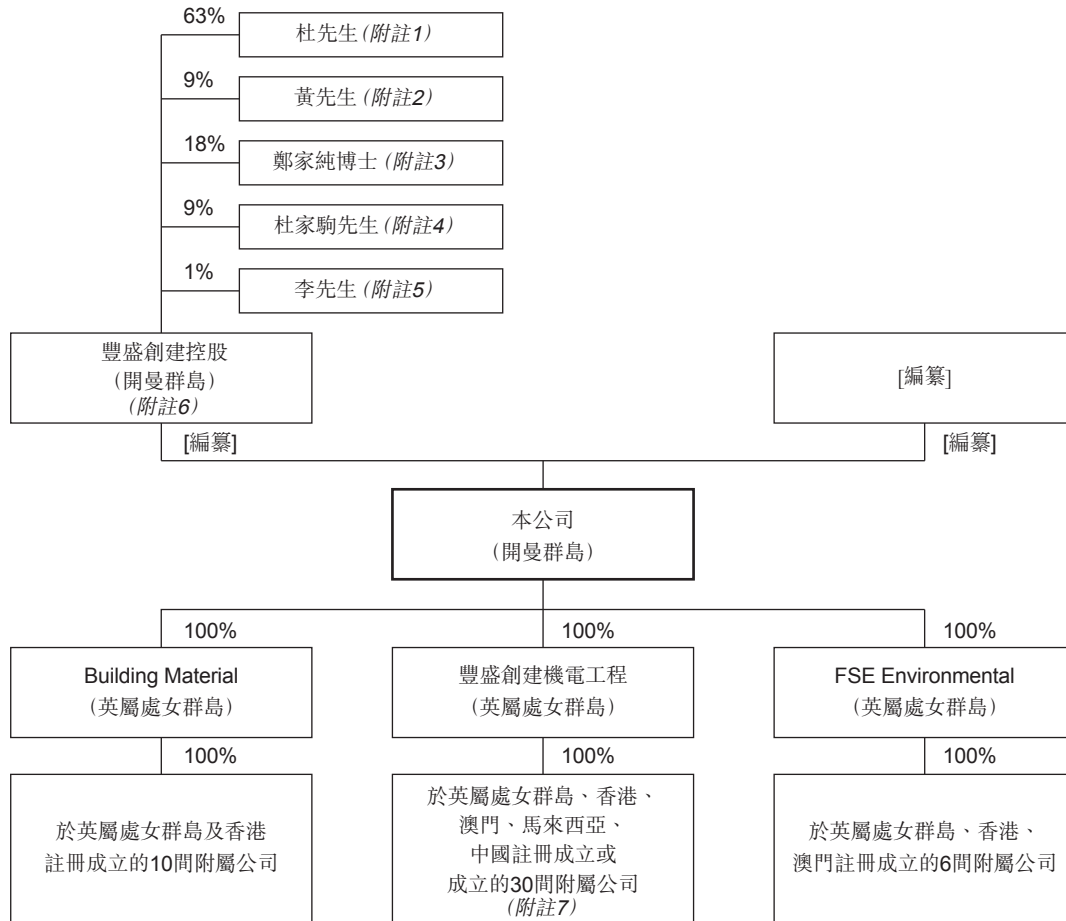 63%
杜先生(附註1)
9%
黃先生(附註2)
18%
鄭家純博士(附註3)
9%
杜家駒先生(附註4)
1%
李先生(附註5)
豐盛創建控股
(開曼群島)
(附註6)
[編纂]
[編纂]
[編纂]
本公司
(開曼群島)
100%
100%
100%
Building Material
(英屬處女群島)
豐盛創建機電工程
(英屬處女群島)
FSE Environmental
(英屬處女群島)
100%
100%
100%
於英屬處女群島及香港
註冊成立的10間附屬公司
於英屬處女群島、香港、
澳門、馬來西亞、
中國註冊成立或
成立的30間附屬公司
(附註7)
於英屬處女群島、香港、
澳門註冊成立的6間附屬公司